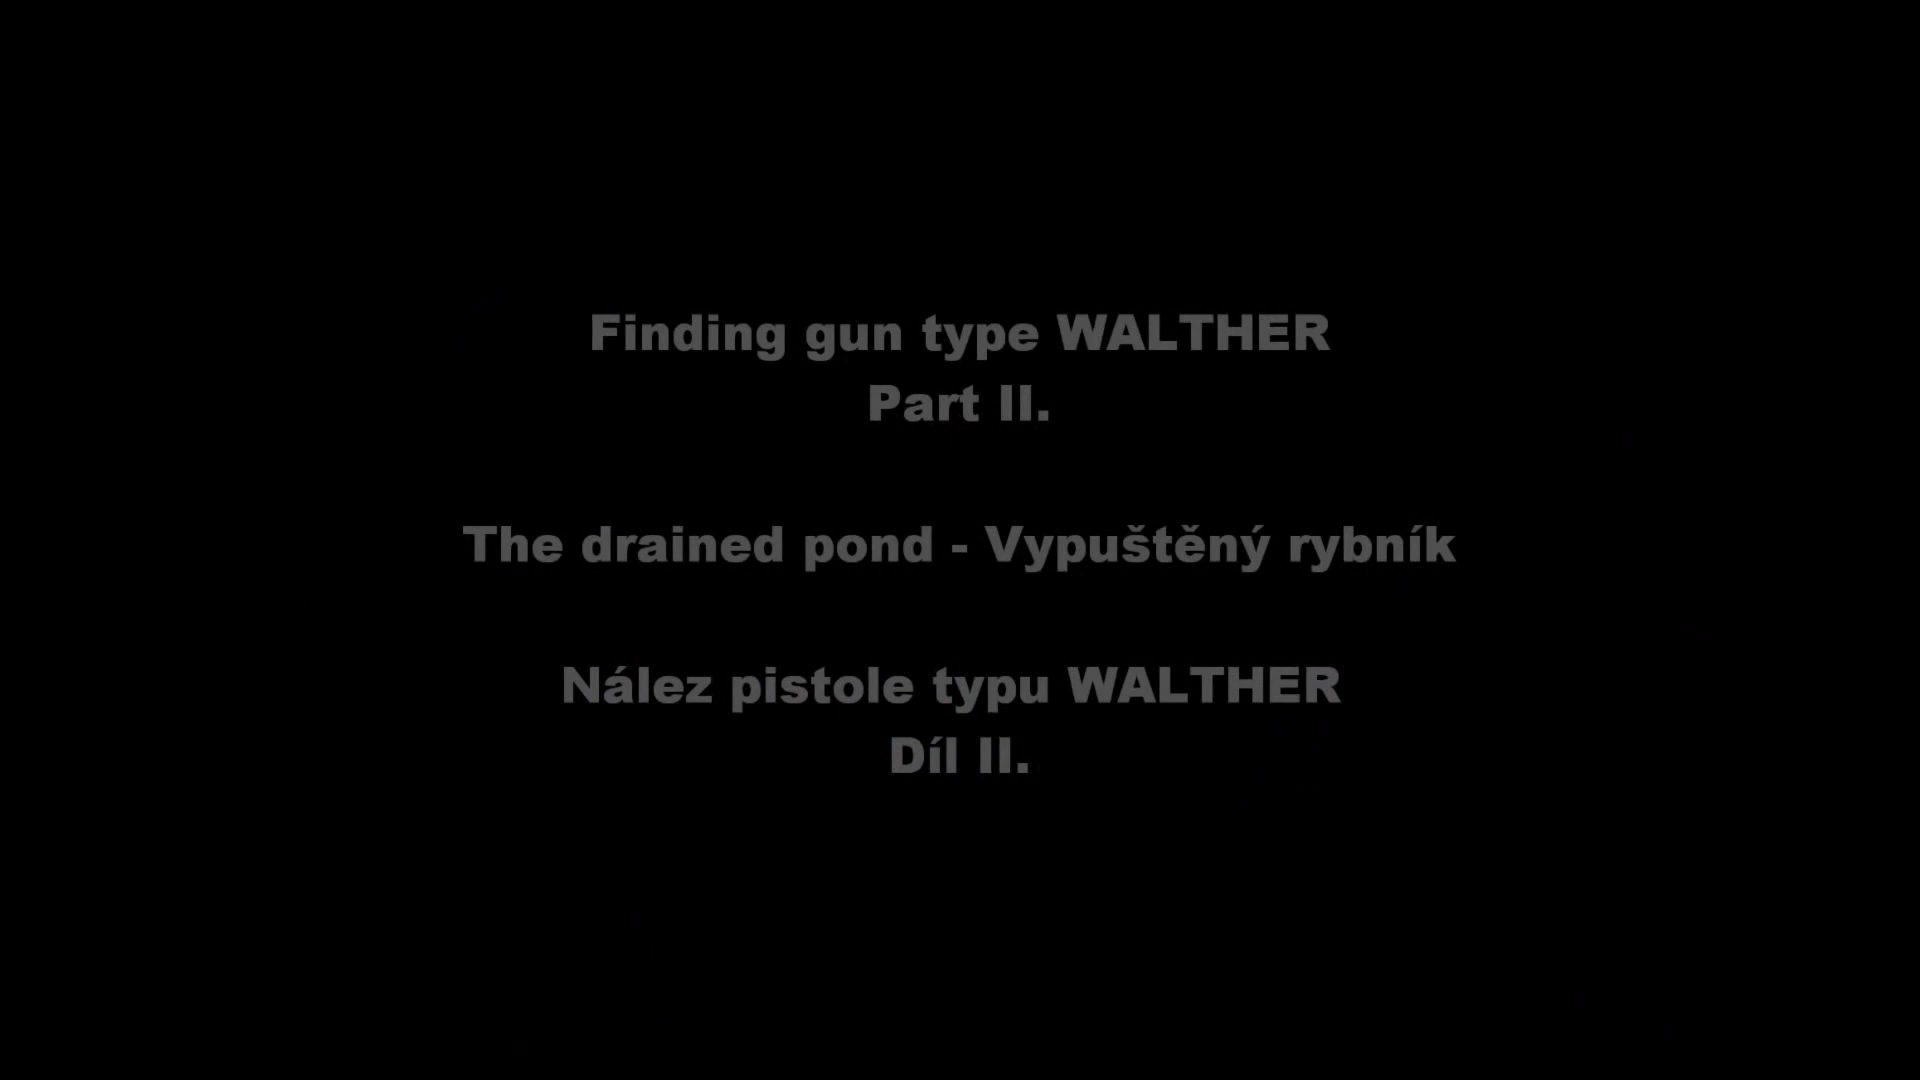 Finding gun type WALTHER
Part II.
The drained pond - Vypuštěný rybník
Nález pistole typu WALTHER
Díl II.